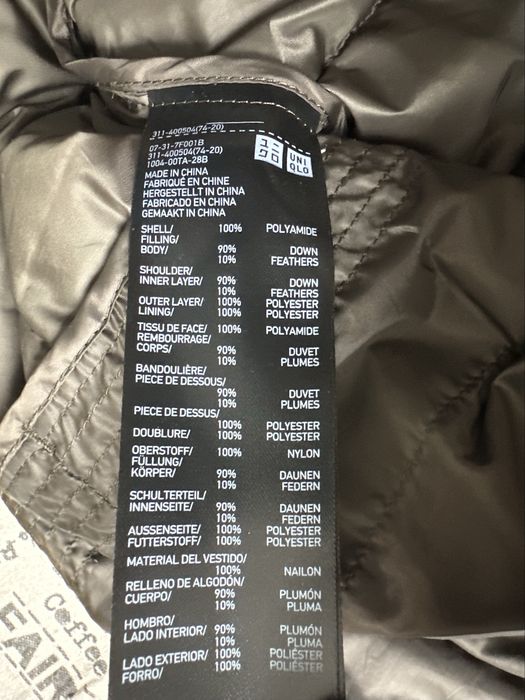 311-400504(74-20)
07-31-7F001B
311-400504(74-20)
1004-00TA-28B
ユニ
クロ
UNI
QLO
MADE IN CHINA
FABRIQUÉ EN CHINE
HERGESTELLT IN CHINA
FABRICADO EN CHINA
GEMAAKT IN CHINA
SHELL/ 100% POLYAMIDE
FILLING/
BODY/ 90% DOWN
10% FEATHERS
SHOULDER/
INNER LAYER/ 90% DOWN
10% FEATHERS
OUTER LAYER/ 100% POLYESTER
LINING/ 100% POLYESTER
TISSU DE FACE/ 100% POLYAMIDE
REMBOURRAGE/
CORPS/ 90% DUVET
10% PLUMES
BANDOULIÈRE/
PIECE DE DESSOUS/
90% DUVET
10% PLUMES
PIECE DE DESSUS/
100% POLYESTER
DOUBLURE/ 100% POLYESTER
OBERSTOFF/ 100% NYLON
FÜLLUNG/
KÖRPER/ 90% DAUNEN
10% FEDERN
SCHULTERTEIL/
INNENSEITE/ 90% DAUNEN
10% FEDERN
AUSSENSEITE/ 100% POLYESTER
FUTTERSTOFF/ 100% POLYESTER
MATERIAL DEL VESTIDO/
100% NAILON
RELLENO DE ALGODÓN/
CUERPO/ 90% PLUMÓN
10% PLUMA
HOMBRO/
LADO INTERIOR/ 90% PLUMÓN
10% PLUMA
LADO EXTERIOR/ 100% POLIÉSTER
FORRO/ 100% POLIÉSTER
Coffee
FAIR